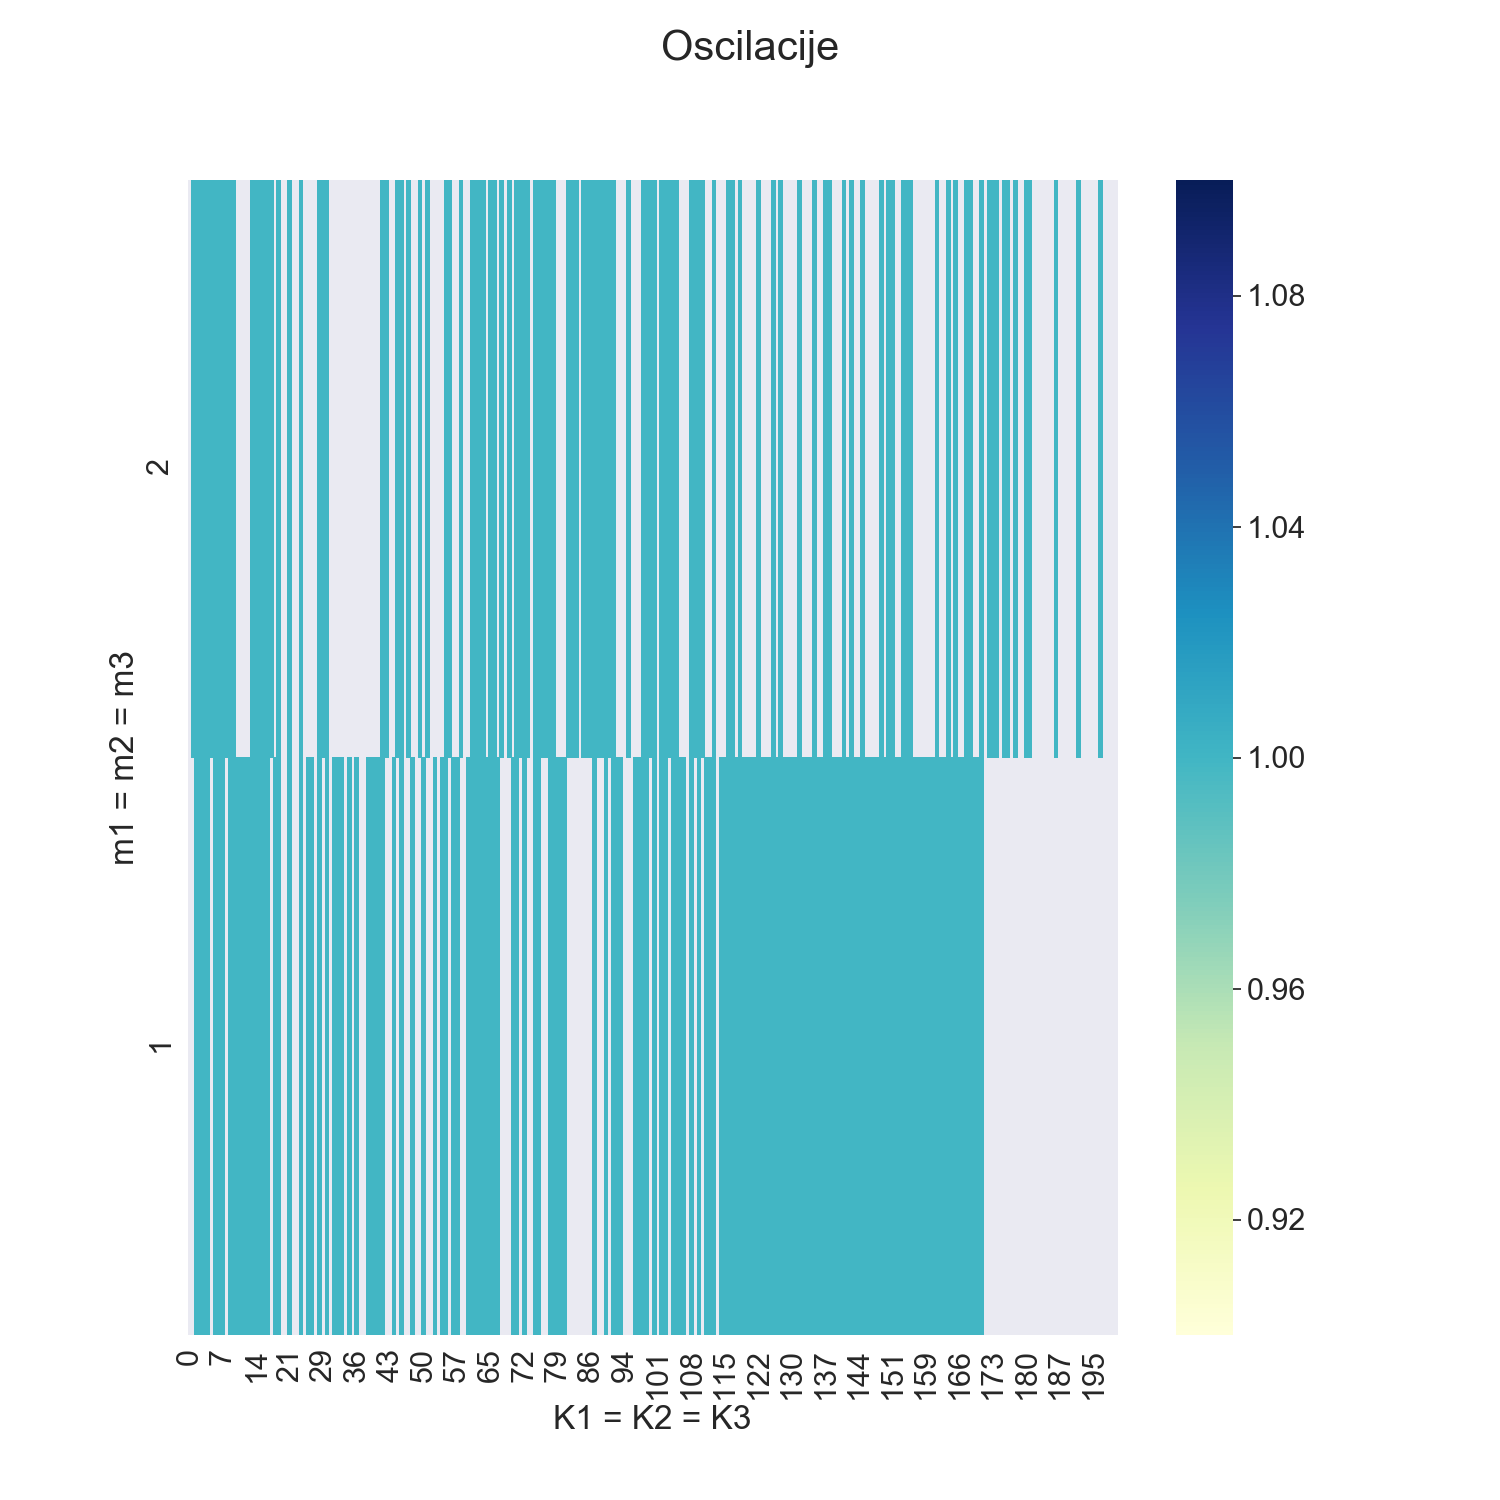 Oscilacije
m1 = m2 = m3
2
1
0 7 14 21 29 36 43 50 57 65 72 79 86 94 101 108 115 122 130 137 144 151 159 166 173 180 187 195
K1 = K2 = K3
1.08
1.04
1.00
0.96
0.92